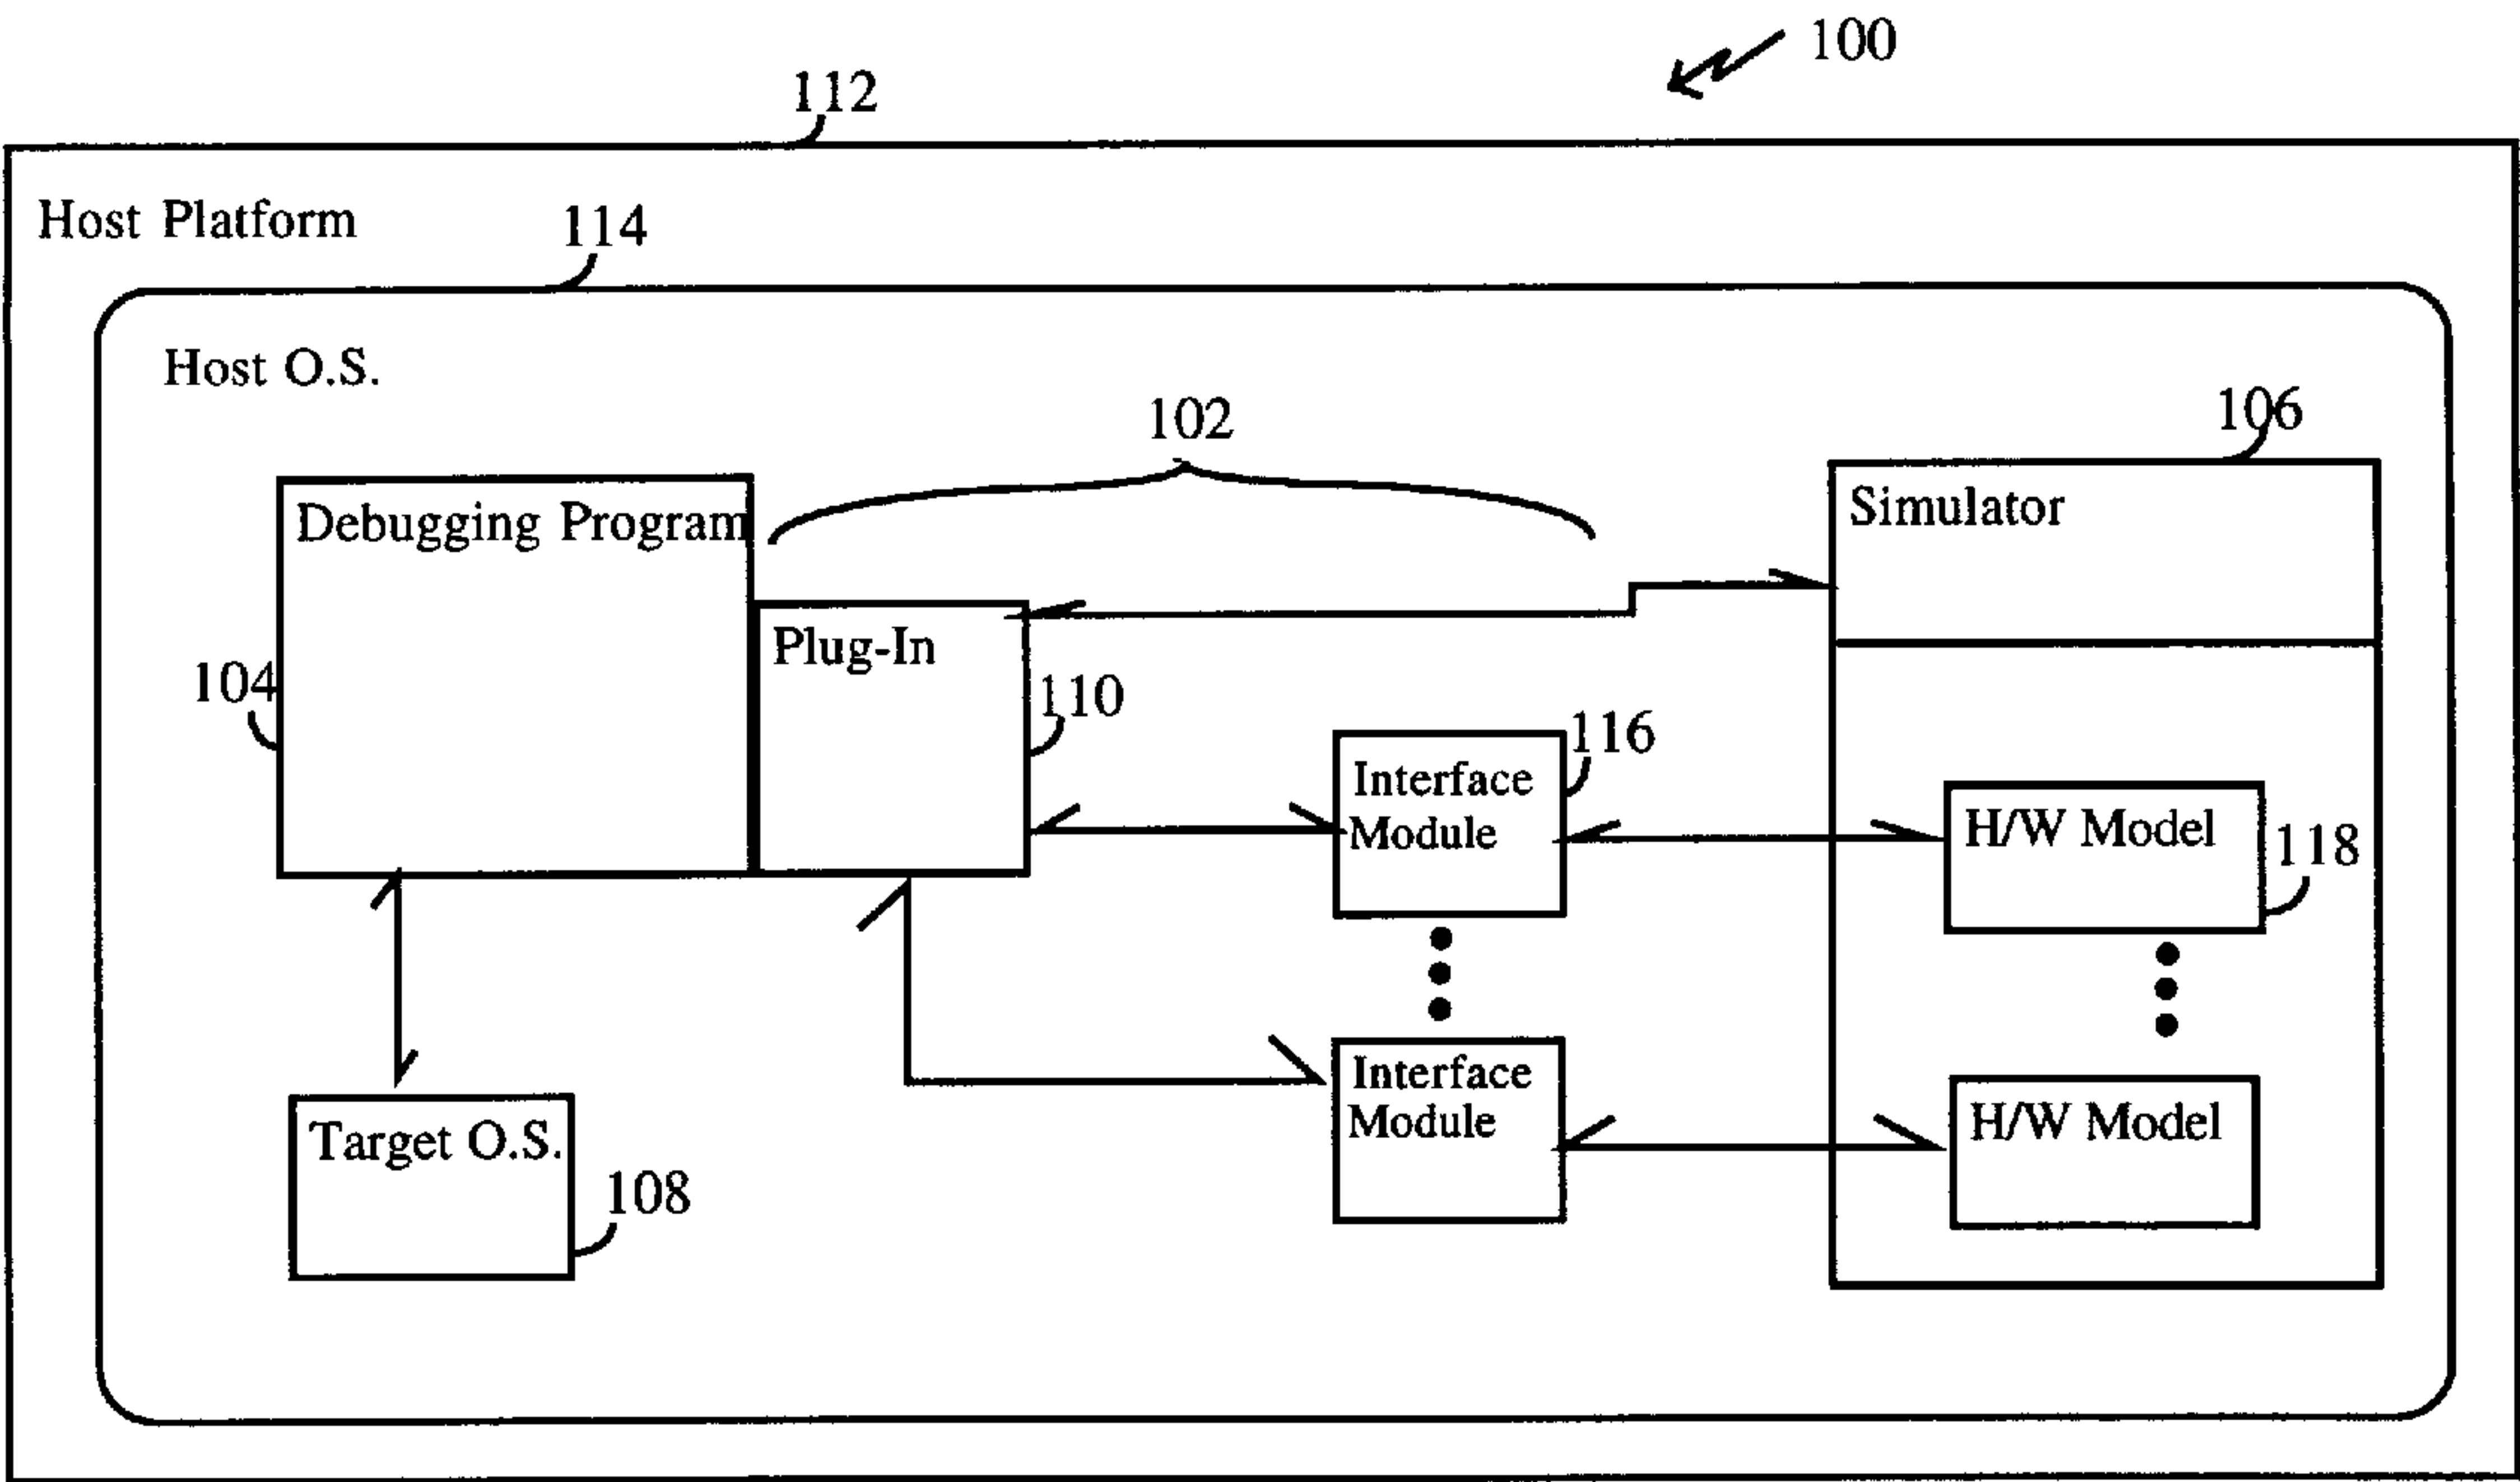 100
112
Host Platform
114
Host O.S.
102
106
Debugging Program
Simulator
Plug-In
104
110
116
Interface
Module
H/W Model
118
Interface
Module
H/W Model
Target O.S.
108